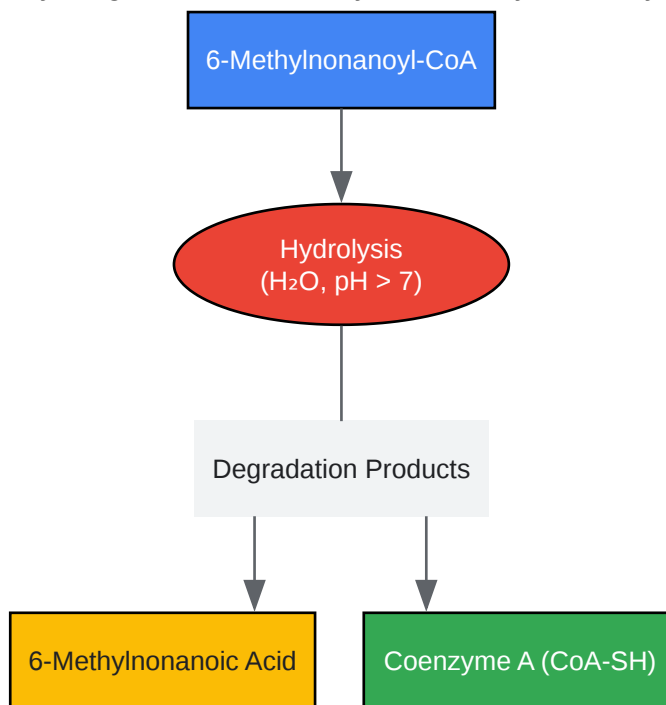 6-Methylnonanoyl-CoA
Hydrolysis
(H₂O, pH > 7)
Degradation Products
6-Methylnonanoic Acid
Coenzyme A (CoA-SH)